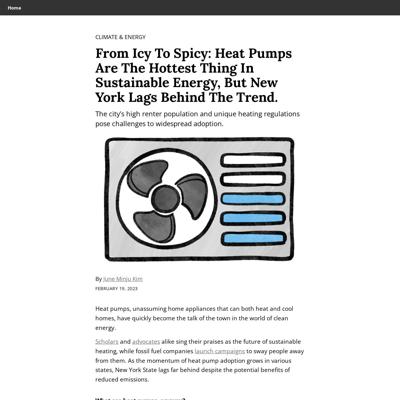 Home
CLIMATE & ENERGY
From Icy To Spicy: Heat Pumps
Are The Hottest Thing In
Sustainable Energy, But New
York Lags Behind The Trend.
The city's high renter population and unique heating regulations
pose challenges to widespread adoption.
By June Minju Kim
FEBRUARY 19, 2023
Heat pumps, unassuming home appliances that can both heat and cool
homes, have quickly become the talk of the town in the world of clean
energy.
Scholars and advocates alike sing their praises as the future of sustainable
heating, while fossil fuel companies launch campaigns to sway people away
from them. As the momentum of heat pump adoption grows in various
states, New York State lags far behind despite the potential benefits of
reduced emissions.